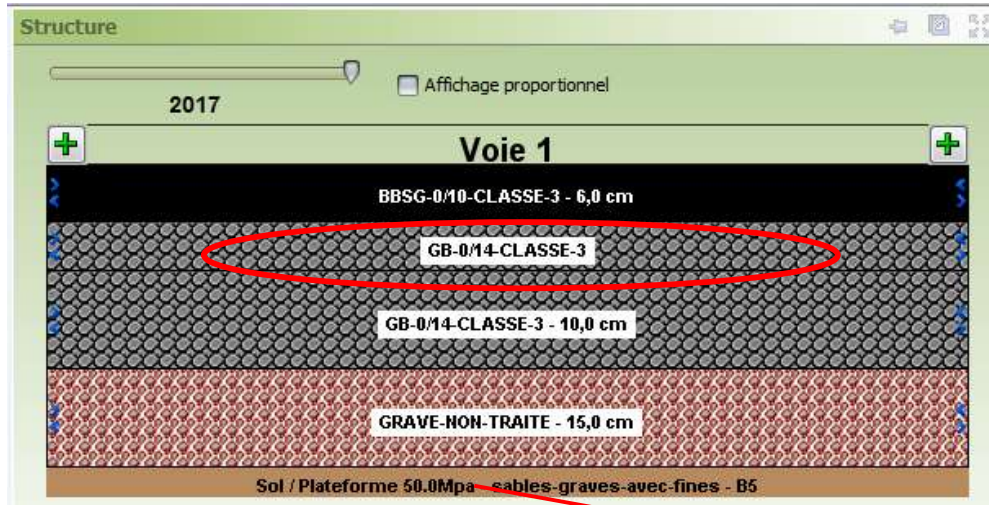 Structure
2017
Affichage proportionnel
Voie 1
BBSG-0/10-CLASSE-3 - 6,0 cm
GB-0/14-CLASSE-3
GB-0/14-CLASSE-3 - 10,0 cm
GRAVE-NON-TRAITE - 15,0 cm
Sol / Plateforme 50.0Mpa - sables-graves-avec-fines - B5